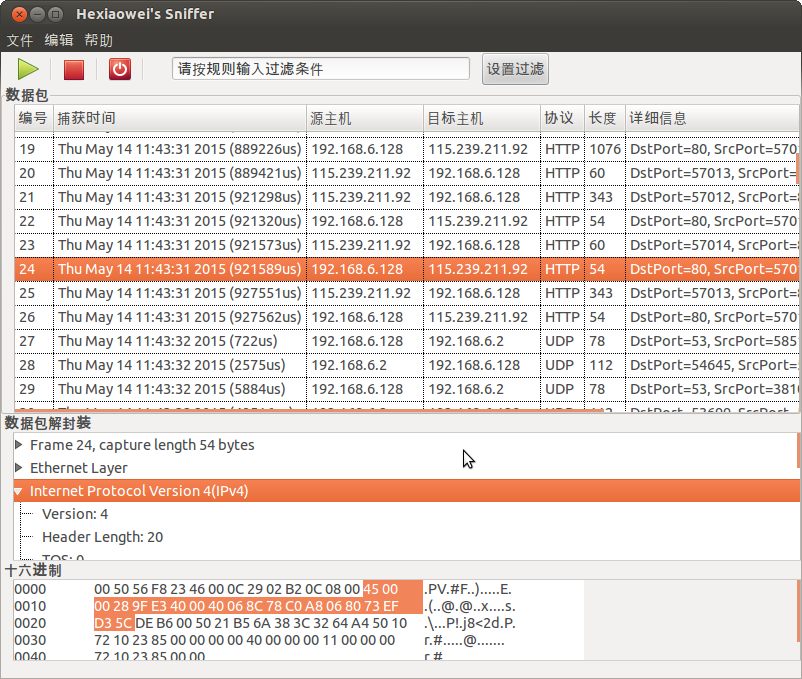 Hexiaowei's Sniffer
文件 编辑 帮助
请按规则输入过滤条件 设置过滤
数据包
编号 捕获时间 源主机 目标主机 协议 长度 详细信息
19 Thu May 14 11:43:31 2015 (889226us) 192.168.6.128 115.239.211.92 HTTP 1076 DstPort=80, SrcPort=570
20 Thu May 14 11:43:31 2015 (889421us) 115.239.211.92 192.168.6.128 HTTP 60 DstPort=57013, SrcPort=
21 Thu May 14 11:43:31 2015 (921298us) 115.239.211.92 192.168.6.128 HTTP 343 DstPort=57012, SrcPort=8
22 Thu May 14 11:43:31 2015 (921320us) 192.168.6.128 115.239.211.92 HTTP 54 DstPort=80, SrcPort=5701
23 Thu May 14 11:43:31 2015 (921573us) 115.239.211.92 192.168.6.128 HTTP 60 DstPort=57014, SrcPort=8
24 Thu May 14 11:43:31 2015 (921589us) 192.168.6.128 115.239.211.92 HTTP 54 DstPort=80, SrcPort=5701
25 Thu May 14 11:43:31 2015 (927551us) 115.239.211.92 192.168.6.128 HTTP 343 DstPort=57013, SrcPort=8
26 Thu May 14 11:43:31 2015 (927562us) 192.168.6.128 115.239.211.92 HTTP 54 DstPort=80, SrcPort=5701
27 Thu May 14 11:43:32 2015 (722us) 192.168.6.128 192.168.6.2 UDP 78 DstPort=53, SrcPort=5851
28 Thu May 14 11:43:32 2015 (2575us) 192.168.6.2 192.168.6.128 UDP 112 DstPort=54645, SrcPort=
29 Thu May 14 11:43:32 2015 (5884us) 192.168.6.128 192.168.6.2 UDP 78 DstPort=53, SrcPort=3810
数据包解封装
Frame 24, capture length 54 bytes
Ethernet Layer
Internet Protocol Version 4(IPv4)
Version: 4
Header Length: 20
TOS: 0
十六进制
0000 00 50 56 F8 23 46 00 0C 29 02 B2 0C 08 00 45 00 .PV.#F..).....E.
0010 00 28 9F E3 40 00 40 06 8C 78 C0 A8 06 80 73 EF .(..@.@..x....s.
0020 D3 5C DE B6 00 50 21 B5 6A 38 3C 32 64 A4 50 10 .\...P!.j8<2d.P.
0030 72 10 23 85 00 00 00 00 40 00 00 00 11 00 00 00 r.#.....@.......
0040 72 10 23 85 00 00 r.#